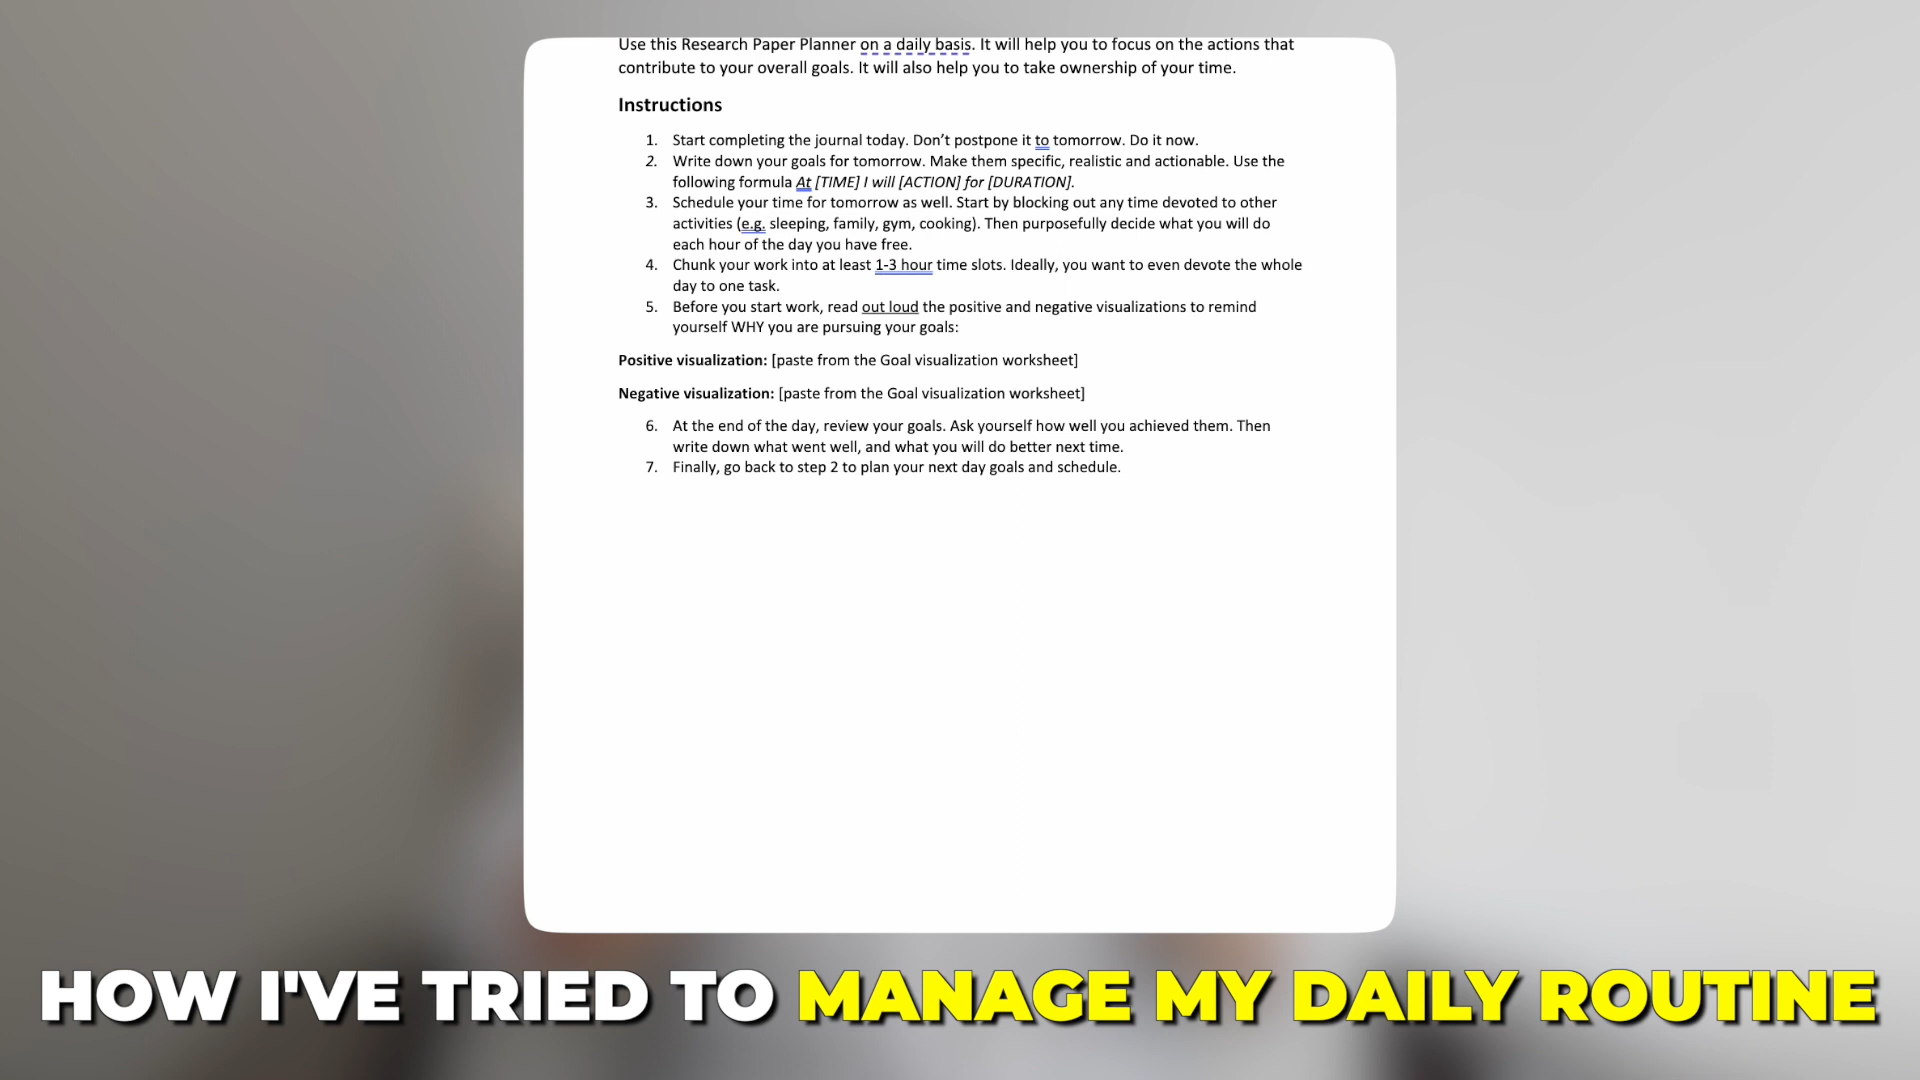 Use this Research Paper Planner on a daily basis. It will help you to focus on the actions that
contribute to your overall goals. It will also help you to take ownership of your time.
Instructions
1. Start completing the journal today. Don’t postpone it to tomorrow. Do it now.
2. Write down your goals for tomorrow. Make them specific, realistic and actionable. Use the
following formula At [TIME] I will [ACTION] for [DURATION].
3. Schedule your time for tomorrow as well. Start by blocking out any time devoted to other
activities (e.g. sleeping, family, gym, cooking). Then purposefully decide what you will do
each hour of the day you have free.
4. Chunk your work into at least 1-3 hour time slots. Ideally, you want to even devote the whole
day to one task.
5. Before you start work, read out loud the positive and negative visualizations to remind
yourself WHY you are pursuing your goals:
Positive visualization: [paste from the Goal visualization worksheet]
Negative visualization: [paste from the Goal visualization worksheet]
6. At the end of the day, review your goals. Ask yourself how well you achieved them. Then
write down what went well, and what you will do better next time.
7. Finally, go back to step 2 to plan your next day goals and schedule.
HOW I'VE TRIED TO MANAGE MY DAILY ROUTINE